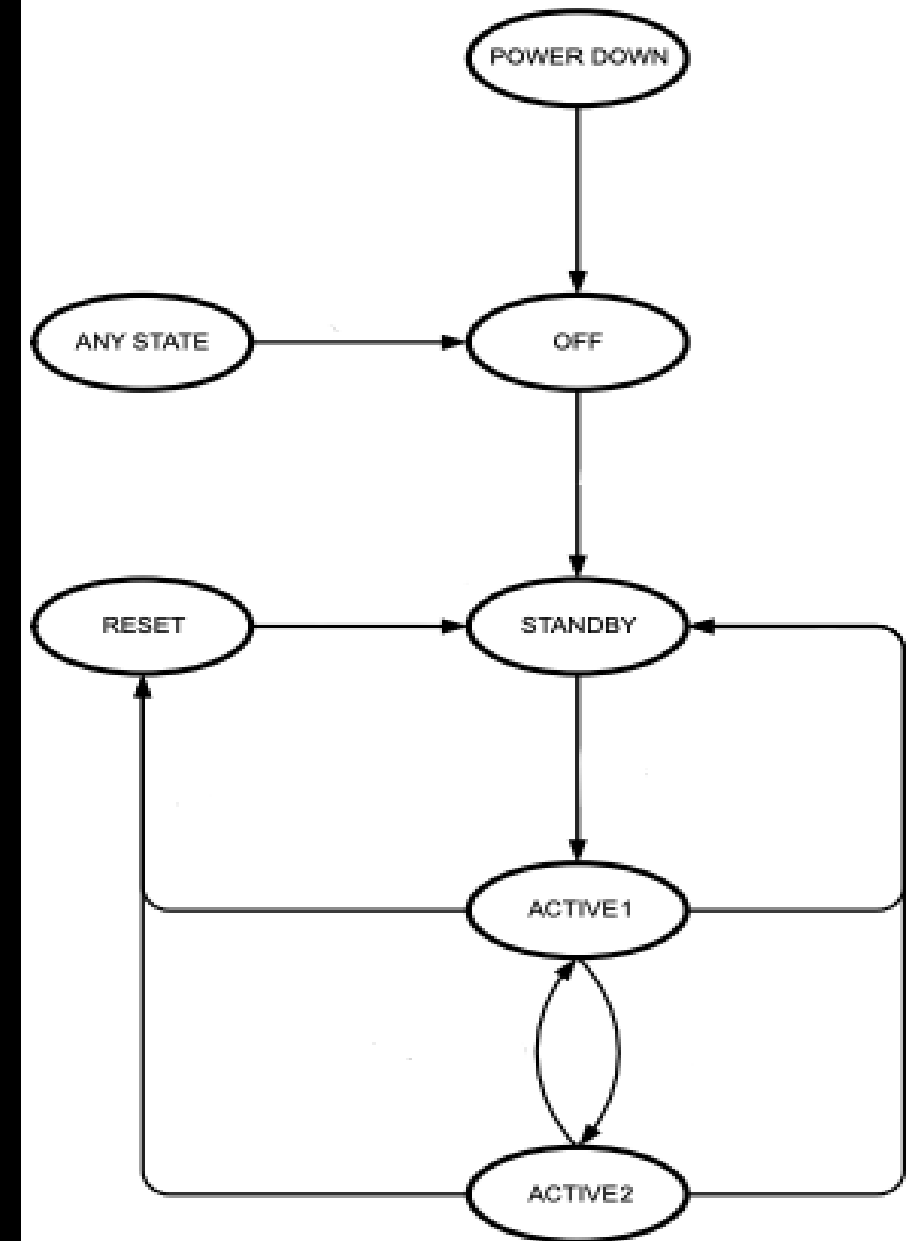 POWER DOWN
ANY STATE
OFF
RESET
STANDBY
ACTIVE1
ACTIVE2